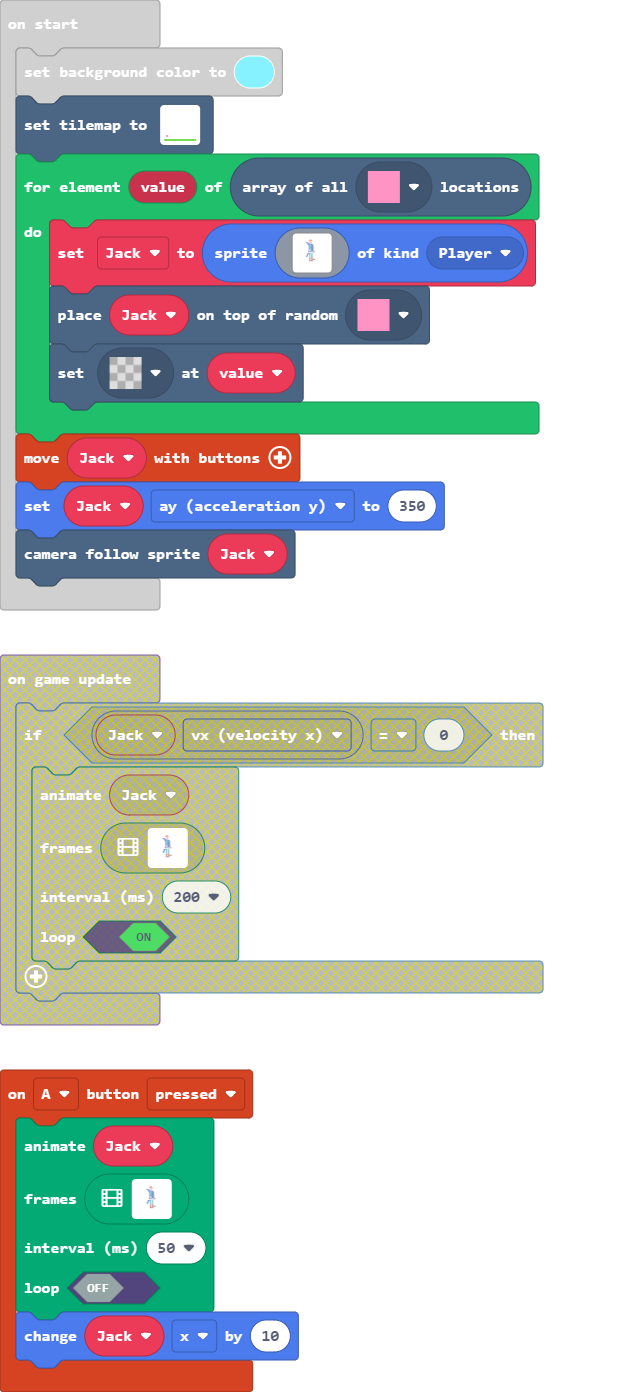 on start
set background color to
set tilemap to
for element value of array of all locations
do
set Jack to sprite of kind Player
place Jack on top of random
set at value
move Jack with buttons
set Jack ay (acceleration y) to 350
camera follow sprite Jack
on game update
if Jack vx (velocity x) = 0 then
animate Jack
frames
interval (ms) 200
loop ON
on A button pressed
animate Jack
frames
interval (ms) 50
loop OFF
change Jack x by 10